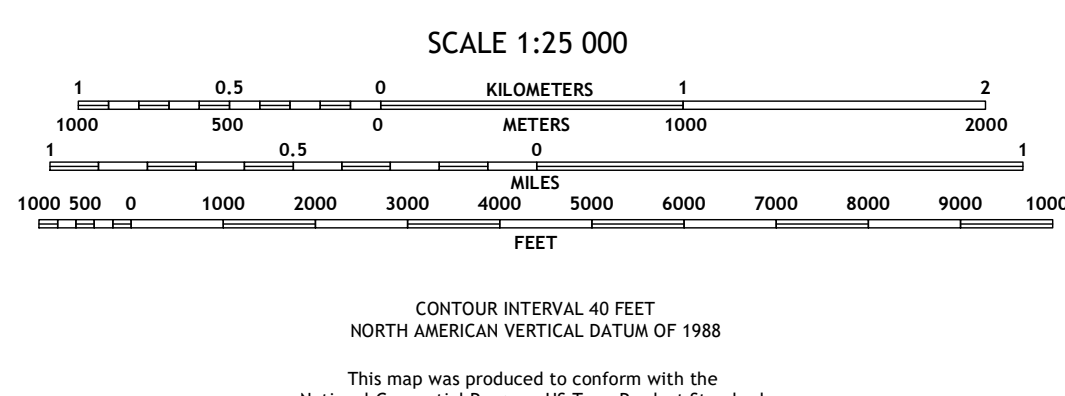 SCALE 1:25 000
1 0.5 0 KILOMETERS 1 2
1000 500 0 METERS 1000 2000
1 0.5 0 1
MILES
1000 500 0 1000 2000 3000 4000 5000 6000 7000 8000 9000 1000
FEET
CONTOUR INTERVAL 40 FEET
NORTH AMERICAN VERTICAL DATUM OF 1988
This map was produced to conform with the